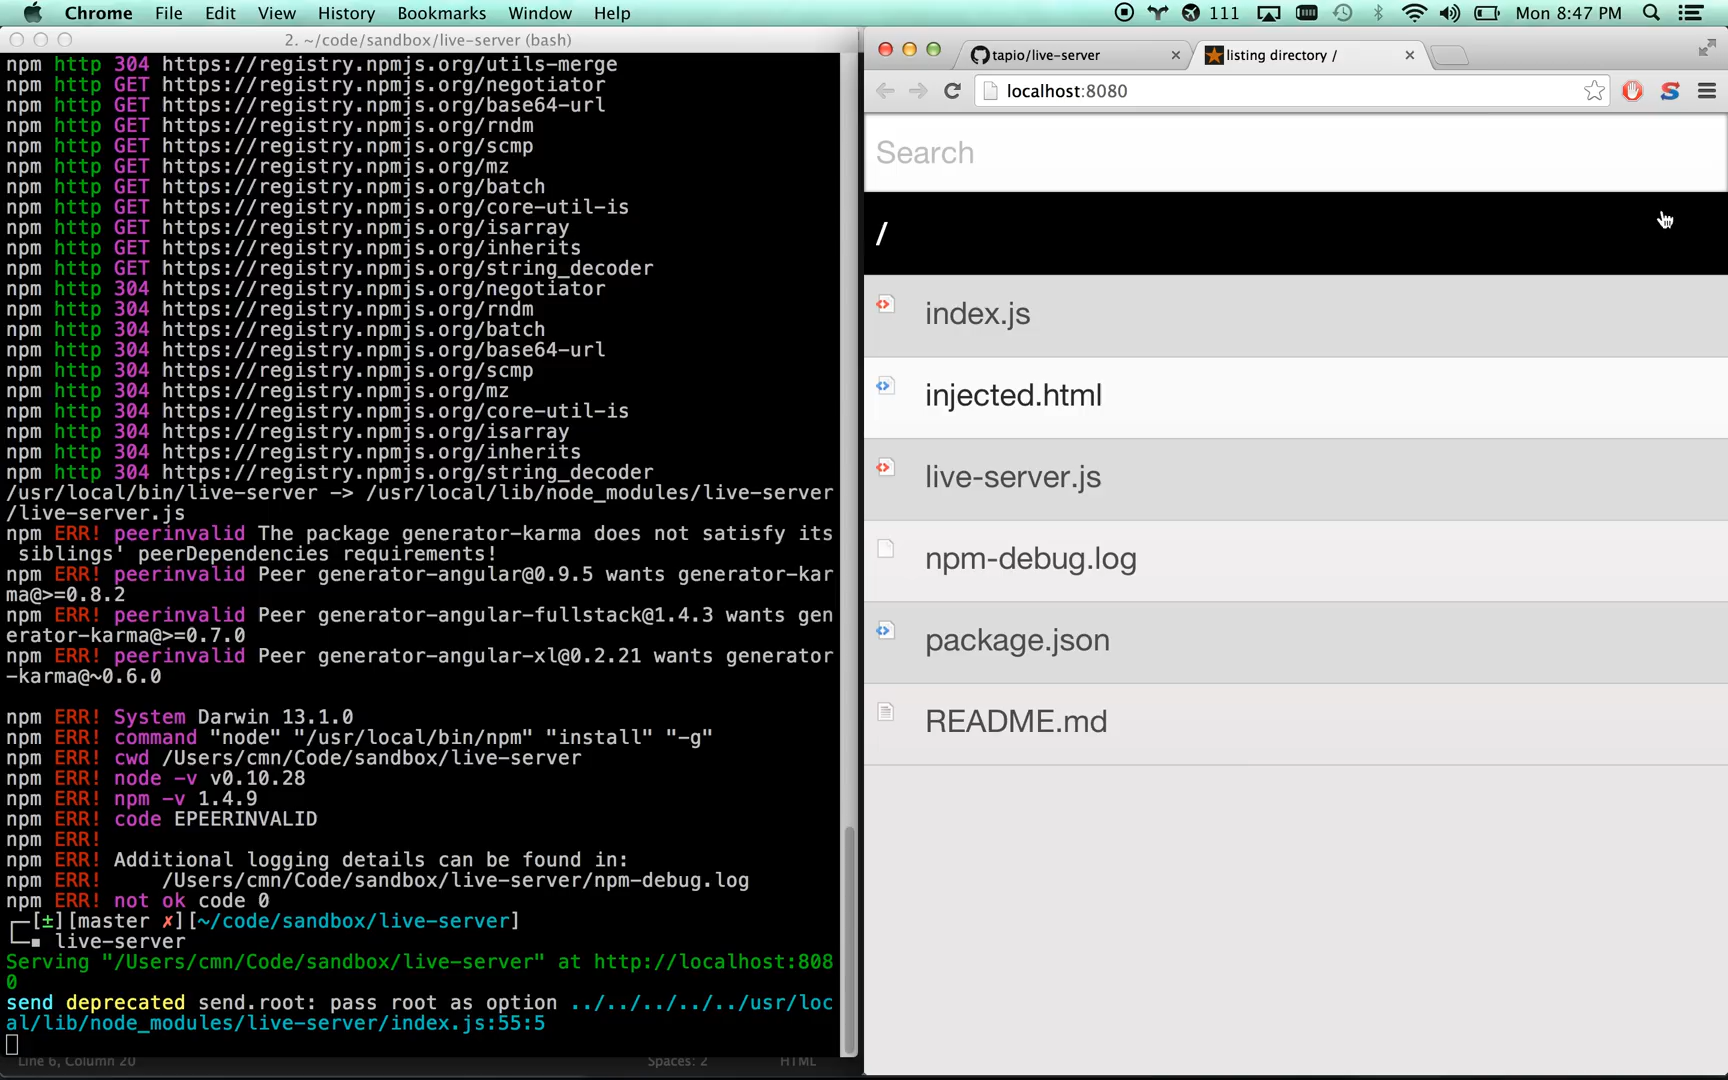 Chrome File Edit View History Bookmarks Window Help 111 Mon 8:47 PM
2. ~/code/sandbox/live-server (bash)
npm http 304 https://registry.npmjs.org/utils-merge
npm http GET https://registry.npmjs.org/negotiator
npm http GET https://registry.npmjs.org/base64-url
npm http GET https://registry.npmjs.org/rndm
npm http GET https://registry.npmjs.org/scmp
npm http GET https://registry.npmjs.org/mz
npm http GET https://registry.npmjs.org/batch
npm http GET https://registry.npmjs.org/core-util-is
npm http GET https://registry.npmjs.org/isarray
npm http GET https://registry.npmjs.org/inherits
npm http GET https://registry.npmjs.org/string_decoder
npm http 304 https://registry.npmjs.org/negotiator
npm http 304 https://registry.npmjs.org/rndm
npm http 304 https://registry.npmjs.org/batch
npm http 304 https://registry.npmjs.org/base64-url
npm http 304 https://registry.npmjs.org/scmp
npm http 304 https://registry.npmjs.org/mz
npm http 304 https://registry.npmjs.org/core-util-is
npm http 304 https://registry.npmjs.org/isarray
npm http 304 https://registry.npmjs.org/inherits
npm http 304 https://registry.npmjs.org/string_decoder
/usr/local/bin/live-server -> /usr/local/lib/node_modules/live-server
/live-server.js
npm ERR! peerinvalid The package generator-karma does not satisfy its
siblings' peerDependencies requirements!
npm ERR! peerinvalid Peer generator-angular@0.9.5 wants generator-kar
ma@>=0.8.2
npm ERR! peerinvalid Peer generator-angular-fullstack@1.4.3 wants gen
erator-karma@>=0.7.0
npm ERR! peerinvalid Peer generator-angular-xl@0.2.21 wants generator
-karma@~0.6.0
npm ERR! System Darwin 13.1.0
npm ERR! command "node" "/usr/local/bin/npm" "install" "-g"
npm ERR! cwd /Users/cmn/Code/sandbox/live-server
npm ERR! node -v v0.10.28
npm ERR! npm -v 1.4.9
npm ERR! code EPEERINVALID
npm ERR!
npm ERR! Additional logging details can be found in:
npm ERR! /Users/cmn/Code/sandbox/live-server/npm-debug.log
npm ERR! not ok code 0
[±][master ✗][~/code/sandbox/live-server]
live-server
Serving "/Users/cmn/Code/sandbox/live-server" at http://localhost:808
0
send deprecated send.root: pass root as option ../../../../../usr/loc
al/lib/node_modules/live-server/index.js:55:5
Line 6, Column 20 Spaces: 2 HTML
tapio/live-server listing directory /
localhost:8080
Search
/
index.js
injected.html
live-server.js
npm-debug.log
package.json
README.md